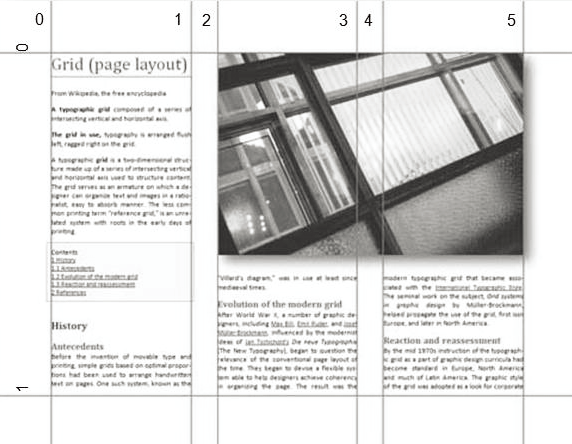 0
1
2
3
4
5
0
1
Grid (page layout)
From Wikipedia, the free encyclopedia
A typographic grid composed of a series of
intersecting vertical and horizontal axis.
The grid in use, typography is arranged flush
left, ragged right on the grid.
A typographic grid is a two-dimensional struc-
ture made up of a series of intersecting vertical
and horizontal axis used to structure content.
The grid serves as an armature on which a de-
signer can organize text and images in a ratio-
nalist, easy to absorb manner. The less com-
mon printing term "reference grid," is an unre-
lated system with roots in the early days of
printing.
Contents
1 History
1.1 Antecedents
1.2 Evolution of the modern grid
1.3 Reaction and reassessment
2 References
History
Antecedents
Before the invention of movable type and
printing, simple grids based on optimal propor-
tions had been used to arrange handwritten
text on pages. One such system, known as the
"Villard's diagram," was in use at least since
mediaeval times.
Evolution of the modern grid
After World War II, a number of graphic de-
signers, including Max Bill, Emil Ruder, and Josef
Müller-Brockmann, influenced by the modernist
ideas of Jan Tschichold's Die neue Typographie
(The New Typography), began to question the
relevance of the conventional page layout of
the time. They began to devise a flexible sys-
tem able to help designers achieve coherency
in organizing the page. The result was the
modern typographic grid that became asso-
ciated with the International Typographic Style.
The seminal work on the subject, Grid systems
in graphic design by Müller-Brockmann,
helped propagate the use of the grid, first in
Europe, and later in North America.
Reaction and reassessment
By the mid 1970s instruction of the typograph-
ic grid as a part of graphic design curricula had
become standard in Europe, North America
and much of Latin America. The graphic style
of the grid was adopted as a look for corporate